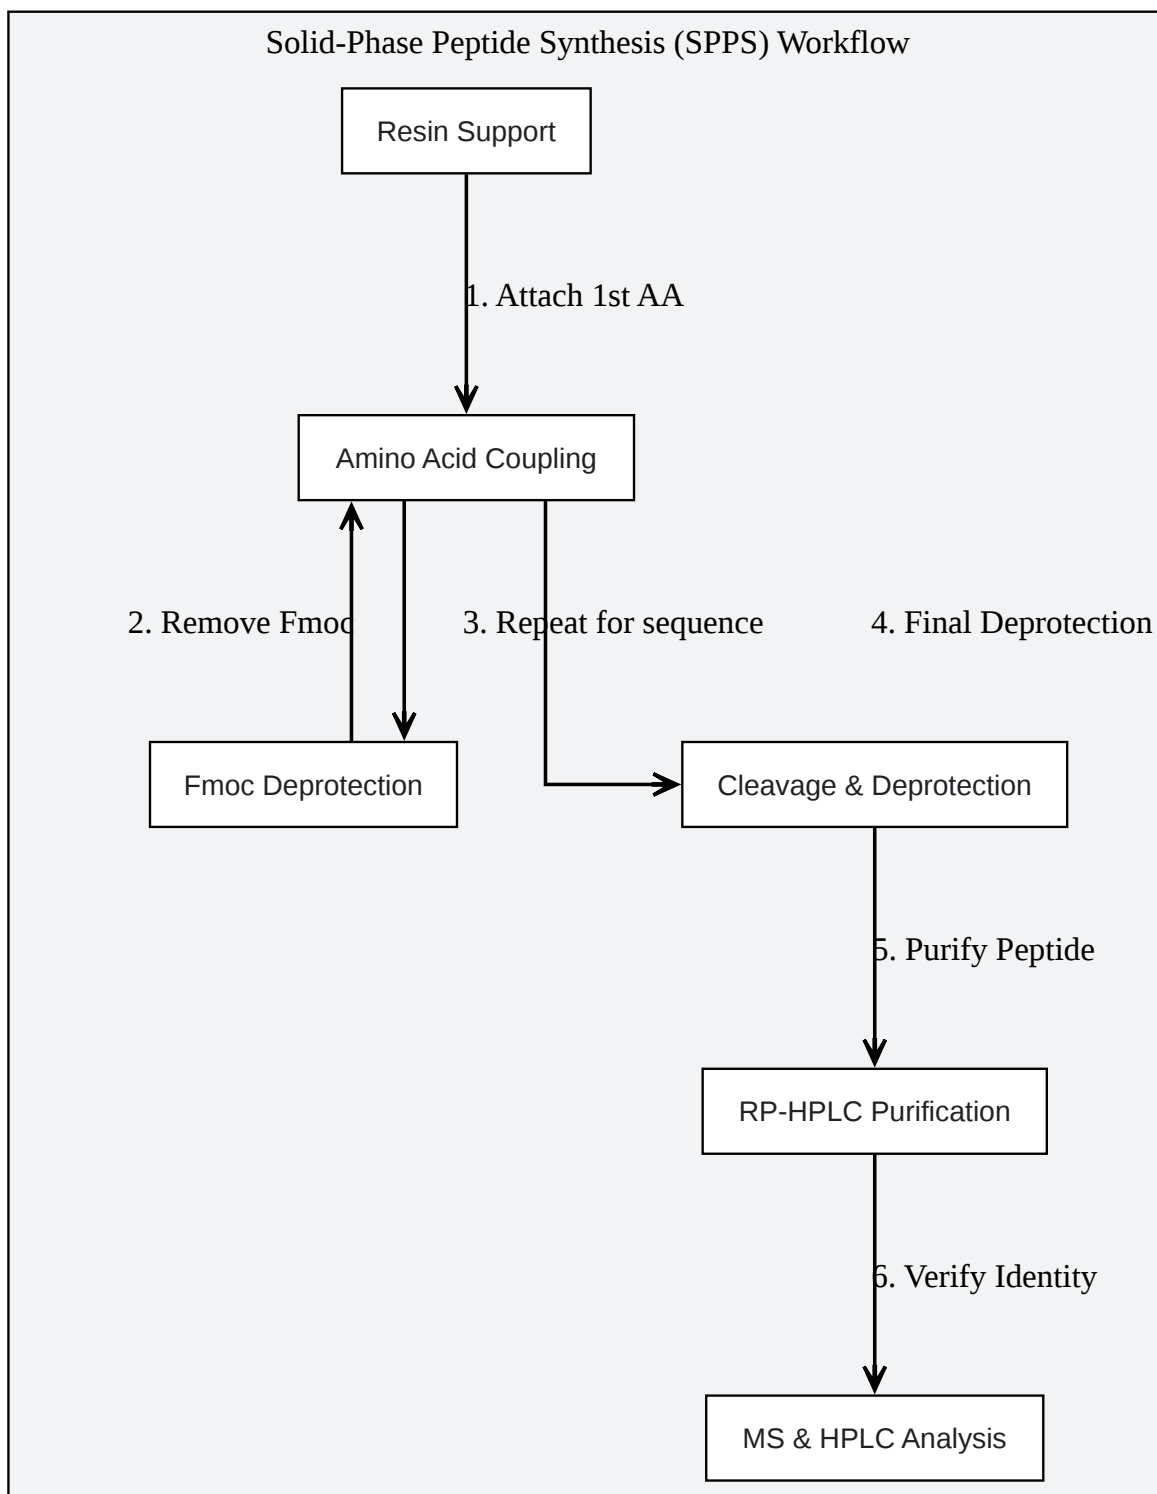 Solid-Phase Peptide Synthesis (SPPS) Workflow
Resin Support
1. Attach 1st AA
Amino Acid Coupling
2. Remove Fmoc
3. Repeat for sequence
4. Final Deprotection
Fmoc Deprotection
Cleavage & Deprotection
5. Purify Peptide
RP-HPLC Purification
6. Verify Identity
MS & HPLC Analysis